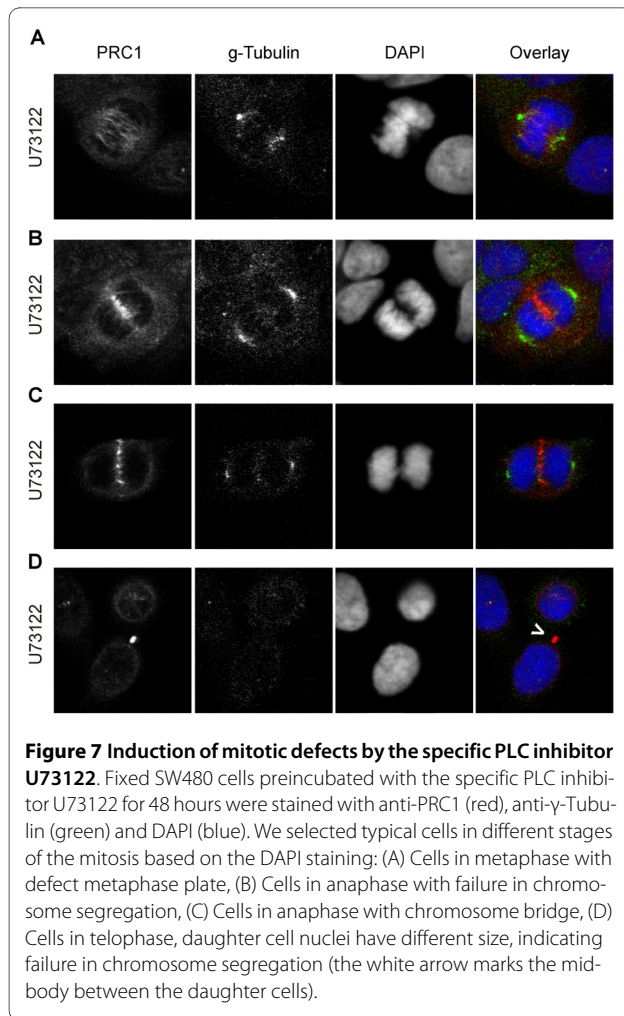 A
PRC1 g-Tubulin DAPI Overlay
U73122
B
U73122
C
U73122
D
U73122
>
Figure 7 Induction of mitotic defects by the specific PLC inhibitor
U73122. Fixed SW480 cells preincubated with the specific PLC inhibi-
tor U73122 for 48 hours were stained with anti-PRC1 (red), anti-γ-Tubu-
lin (green) and DAPI (blue). We selected typical cells in different stages
of the mitosis based on the DAPI staining: (A) Cells in metaphase with
defect metaphase plate, (B) Cells in anaphase with failure in chromo-
some segregation, (C) Cells in anaphase with chromosome bridge, (D)
Cells in telophase, daughter cell nuclei have different size, indicating
failure in chromosome segregation (the white arrow marks the mid-
body between the daughter cells).